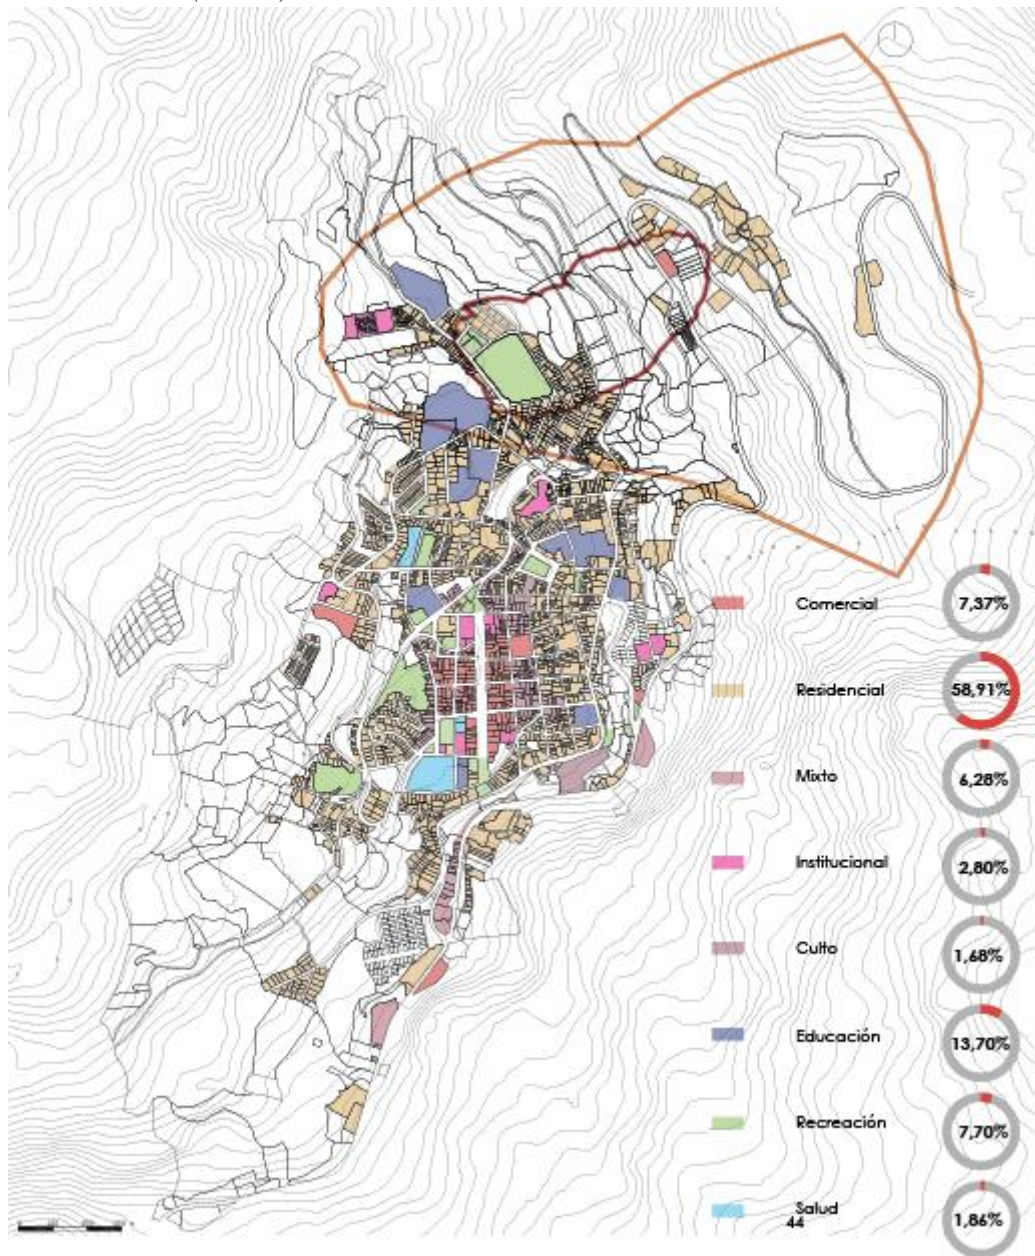 Comercial 7,37%
Residencial 58,91%
Mixto 6,28%
Institucional 2,80%
Culto 1,68%
Educación 13,70%
Recreación 7,70%
Salud 1,86%
44